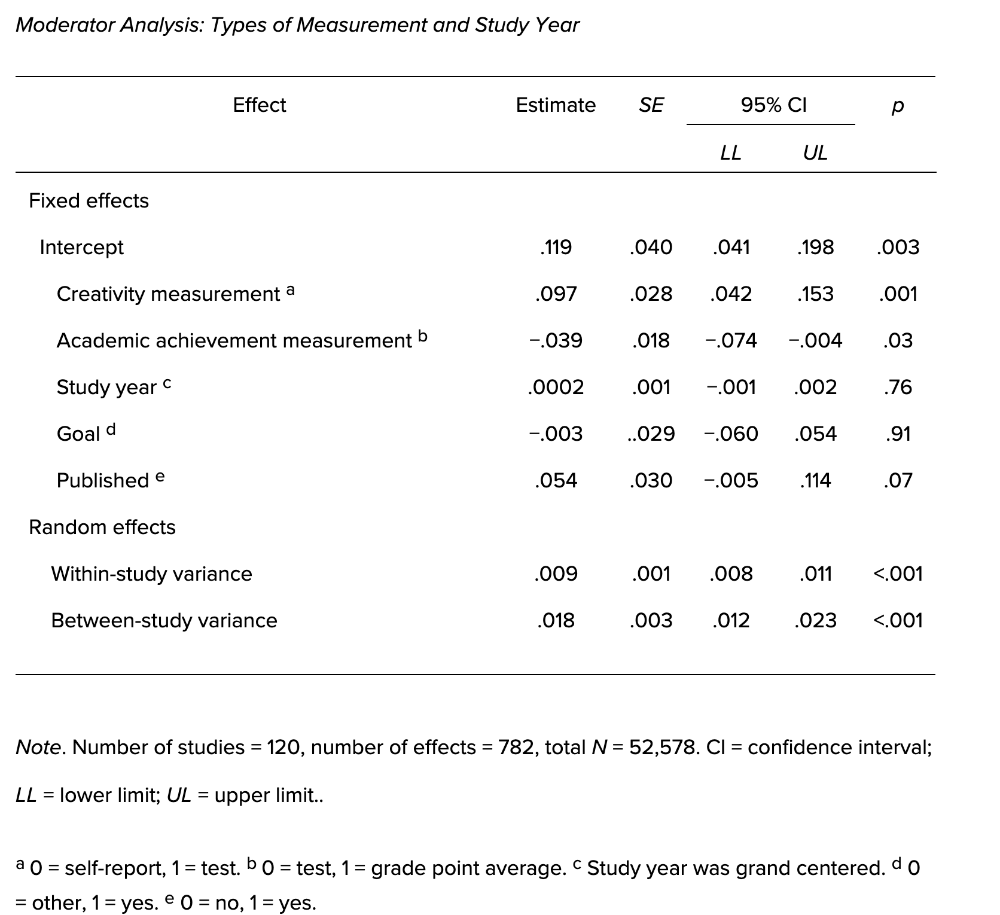 Moderator Analysis: Types of Measurement and Study Year
Effect Estimate SE 95% CI p
LL UL
Fixed effects
Intercept .119 .040 .041 .198 .003
Creativity measurement a .097 .028 .042 .153 .001
Academic achievement measurement b −.039 .018 −.074 −.004 .03
Study year c .0002 .001 −.001 .002 .76
Goal d −.003 ..029 −.060 .054 .91
Published e .054 .030 −.005 .114 .07
Random effects
Within-study variance .009 .001 .008 .011 <.001
Between-study variance .018 .003 .012 .023 <.001
Note. Number of studies = 120, number of effects = 782, total N = 52,578. CI = confidence interval;
LL = lower limit; UL = upper limit..
a 0 = self-report, 1 = test. b 0 = test, 1 = grade point average. c Study year was grand centered. d 0
= other, 1 = yes. e 0 = no, 1 = yes.